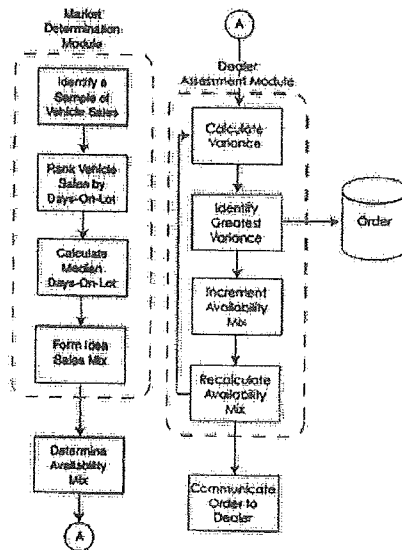 Market
Determination
Module
Identify a
Sample of
Vehicle Sales
Rank Vehicle
Sales by
Days-On-Lot
Calculate
Median
Days-On-Lot
Form Idea
Sales Mix
Determine
Availability
Mix
A
A
Dealer
Assessment Module
Calculate
Variance
Identify
Greatest
Variance
Order
Increment
Availability
Mix
Recalculate
Availability
Mix
Communicate
Order to
Dealer